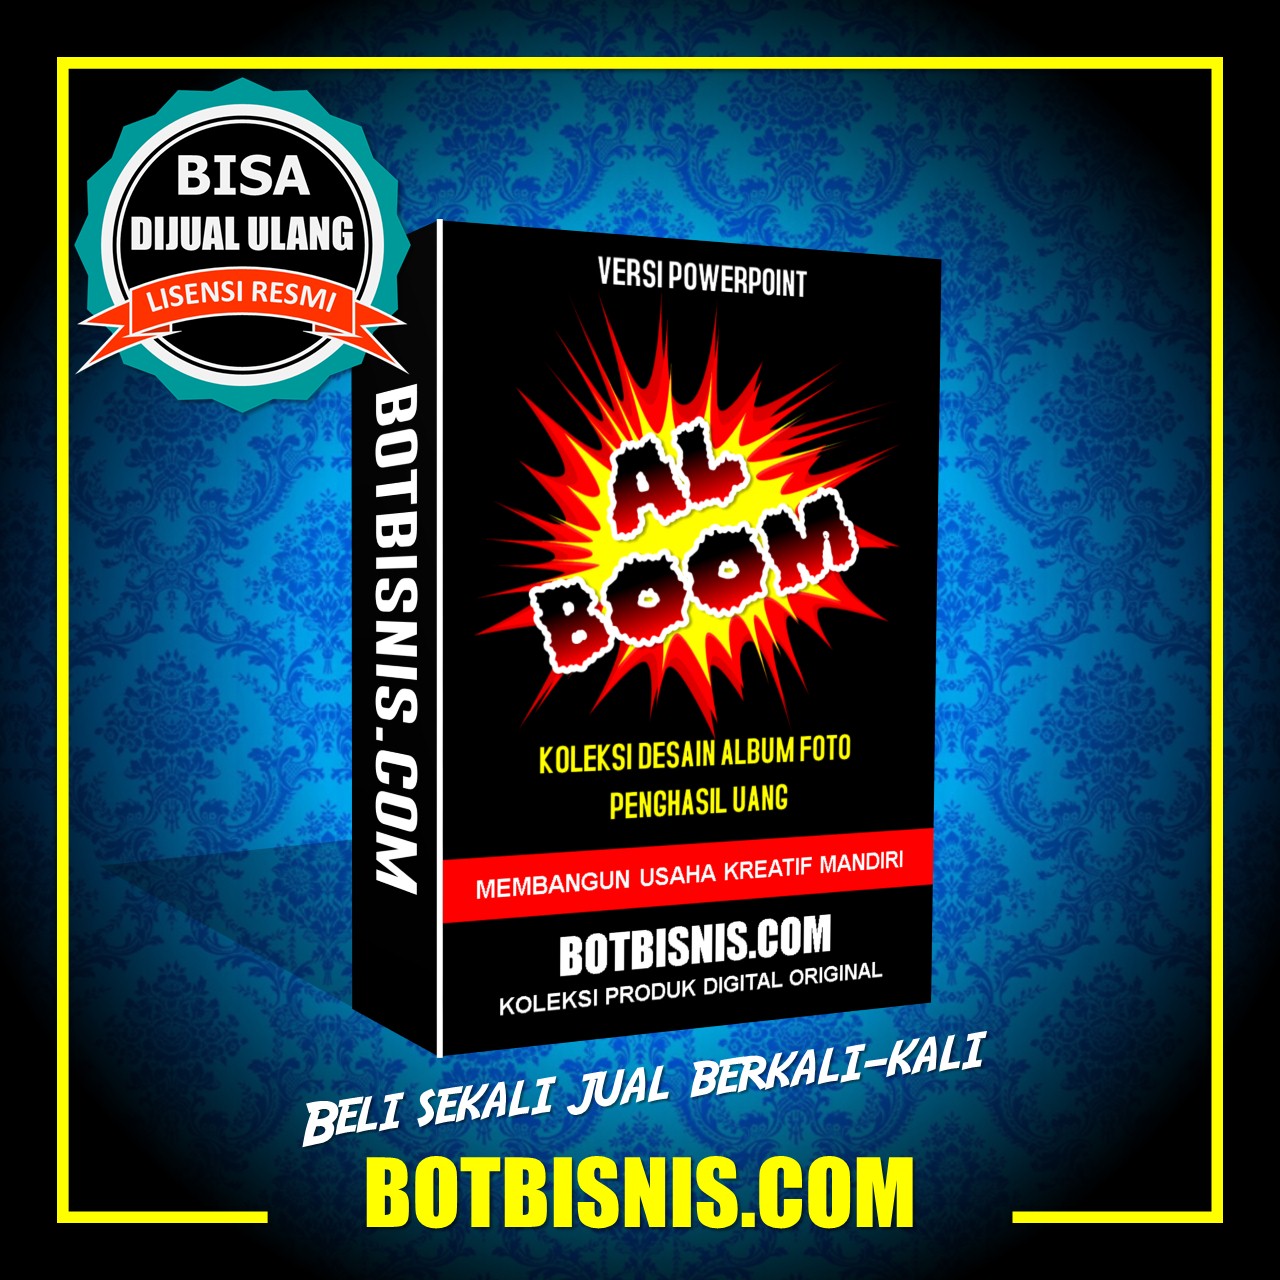 BISA
DIJUAL ULANG
LISENSI RESMI
VERSI POWERPOINT
AL
BOOM
KOLEKSI DESAIN ALBUM FOTO
PENGHASIL UANG
MEMBANGUN USAHA KREATIF MANDIRI
BOTBISNIS.COM
KOLEKSI PRODUK DIGITAL ORIGINAL
BOTBISNIS.COM
BELI SEKALI JUAL BERKALI-KALI
BOTBISNIS.COM